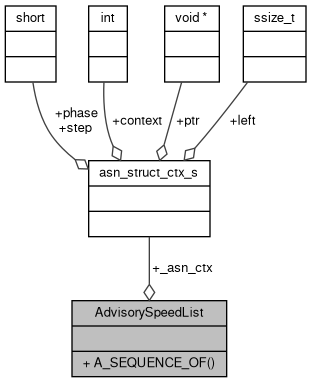 short
int
void *
ssize_t
+phase
+step
+context
+ptr
+left
asn_struct_ctx_s
+_asn_ctx
AdvisorySpeedList
+ A_SEQUENCE_OF()